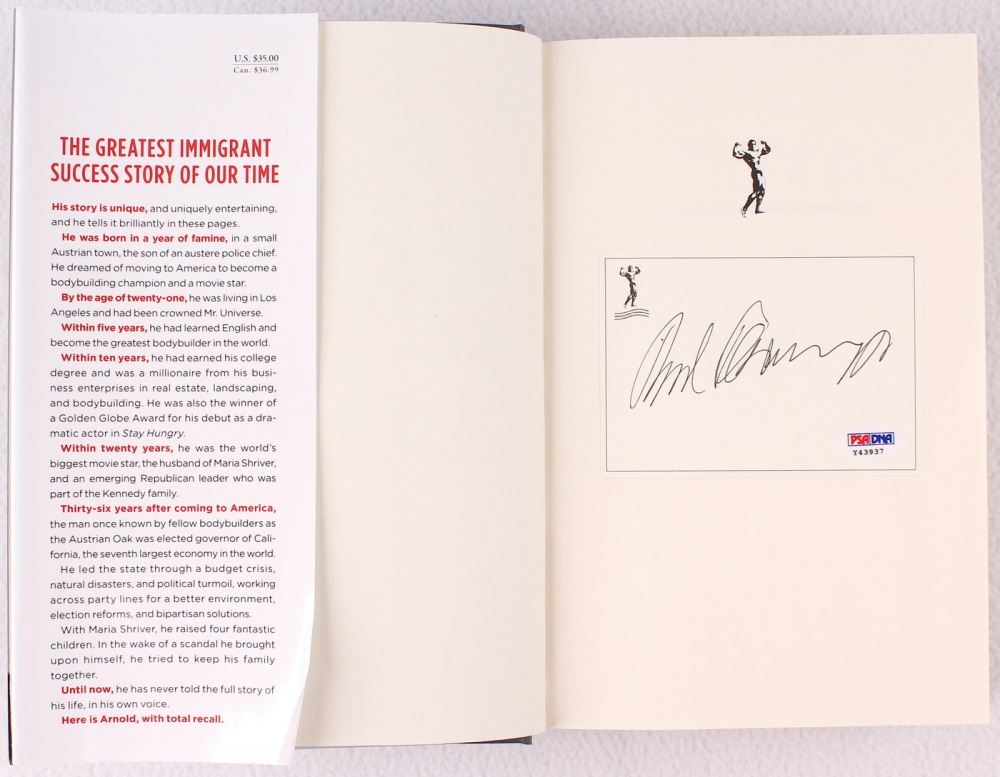 U.S. $35.00
Can. $36.99
THE GREATEST IMMIGRANT
SUCCESS STORY OF OUR TIME
His story is unique, and uniquely entertaining,
and he tells it brilliantly in these pages.
He was born in a year of famine, in a small
Austrian town, the son of an austere police chief.
He dreamed of moving to America to become a
bodybuilding champion and a movie star.
By the age of twenty-one, he was living in Los
Angeles and had been crowned Mr. Universe.
Within five years, he had learned English and
become the greatest bodybuilder in the world.
Within ten years, he had earned his college
degree and was a millionaire from his busi-
ness enterprises in real estate, landscaping,
and bodybuilding. He was also the winner of
a Golden Globe Award for his debut as a dra-
matic actor in Stay Hungry.
Within twenty years, he was the world's
biggest movie star, the husband of Maria Shriver,
and an emerging Republican leader who was
part of the Kennedy family.
Thirty-six years after coming to America,
the man once known by fellow bodybuilders as
the Austrian Oak was elected governor of Cali-
fornia, the seventh largest economy in the world.
He led the state through a budget crisis,
natural disasters, and political turmoil, working
across party lines for a better environment,
election reforms, and bipartisan solutions.
With Maria Shriver, he raised four fantastic
children. In the wake of a scandal he brought
upon himself, he tried to keep his family
together.
Until now, he has never told the full story of
his life, in his own voice.
Here is Arnold, with total recall.
PSA DNA
Y43937